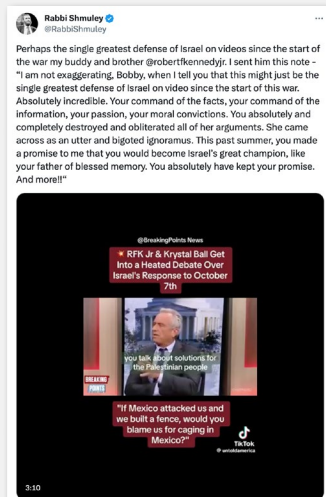 Rabbi Shmuley
@RabbiShmuley
Perhaps the single greatest defense of Israel on videos since the start of
the war my buddy and brother @robertfkennedyjr. I sent him this note -
“I am not exaggerating, Bobby, when I tell you that this might just be the
single greatest defense of Israel on video since the start of this war.
Absolutely incredible. Your command of the facts, your command of the
information, your passion, your moral convictions. You absolutely and
completely destroyed and obliterated all of her arguments. She came
across as an utter and bigoted ignoramus. This past summer, you made
a promise to me that you would become Israel’s great champion, like
your father of blessed memory. You absolutely have kept your promise.
And more!!“
@BreakingPoints News
RFK Jr & Krystal Ball Get
Into a Heated Debate Over
Israel's Response to October
7th
you talk about solutions for
the Palestinian people
BREAKING
POINTS
"If Mexico attacked us and
we built a fence, would you
blame us for caging in
Mexico?"
TikTok
@ untoldamerica
3:10